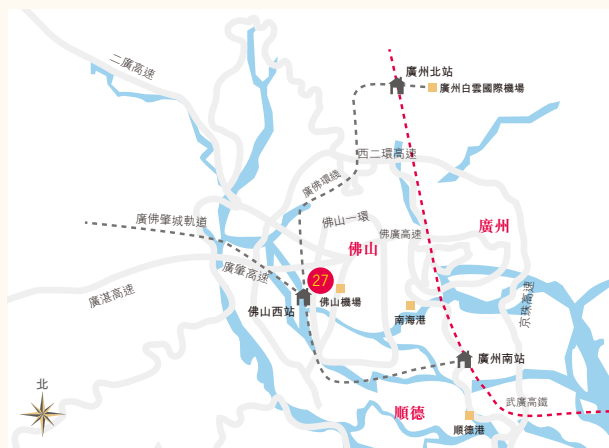 二廣高速
廣州北站
廣州白雲國際機場
西二環高速
廣佛環綫
廣佛肇城軌道
佛山一環
廣州
佛廣高速
佛山
廣肇高速
27
廣湛高速
佛山機場
京珠高速
佛山西站
南海港
廣州南站
北
武廣高鐵
順德
順德港